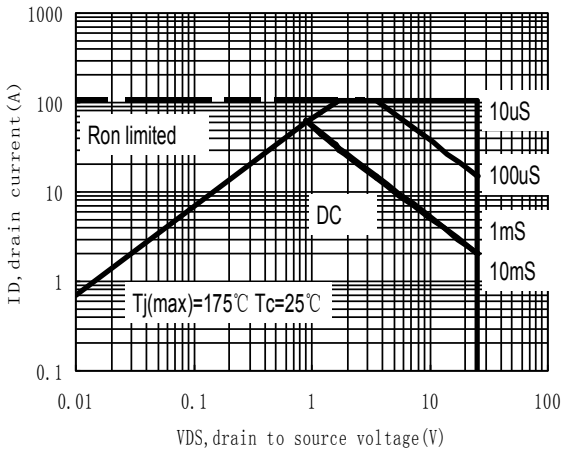 1000
100
10
1
0.1
ID,drain current(A)
Ron limited
DC
Tj(max)=175℃ Tc=25℃
10uS
100uS
1mS
10mS
0.01
0.1
1
10
100
VDS,drain to source voltage(V)